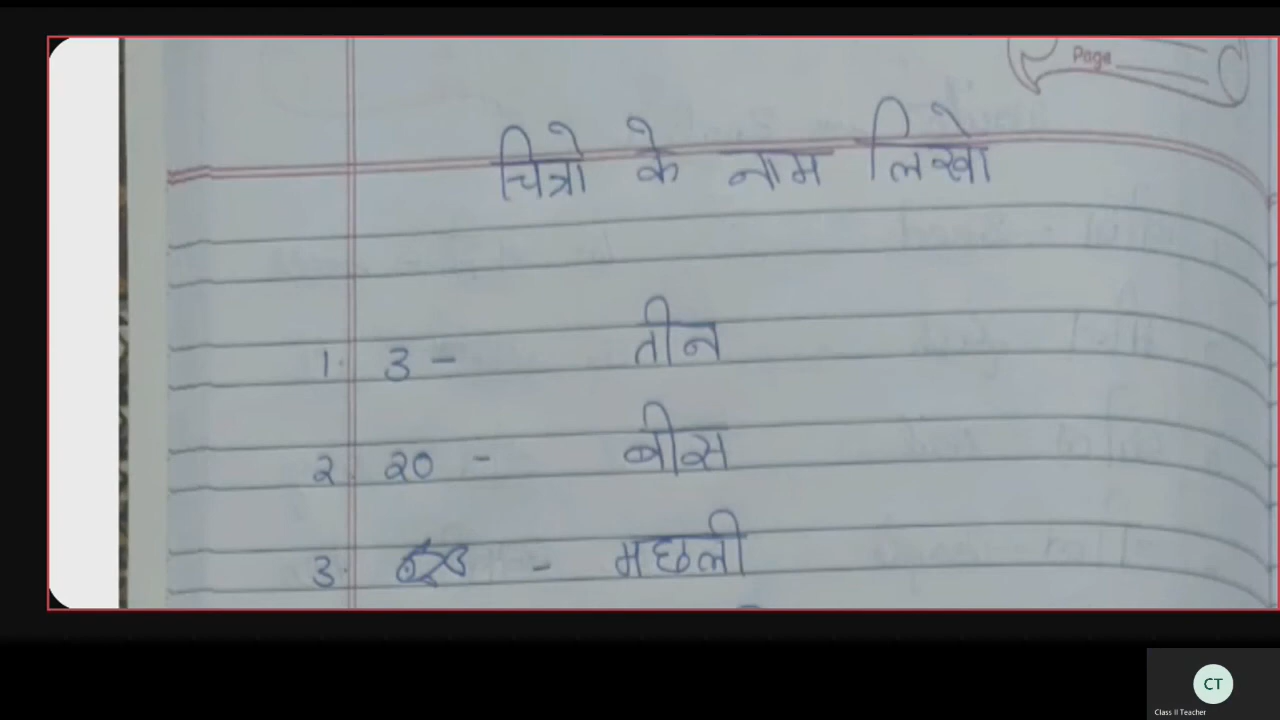 Page
चित्रो के नाम लिखो
1. 3 - तीन
2. 20 - बीस
3. - मछली
CT
Class II Teacher